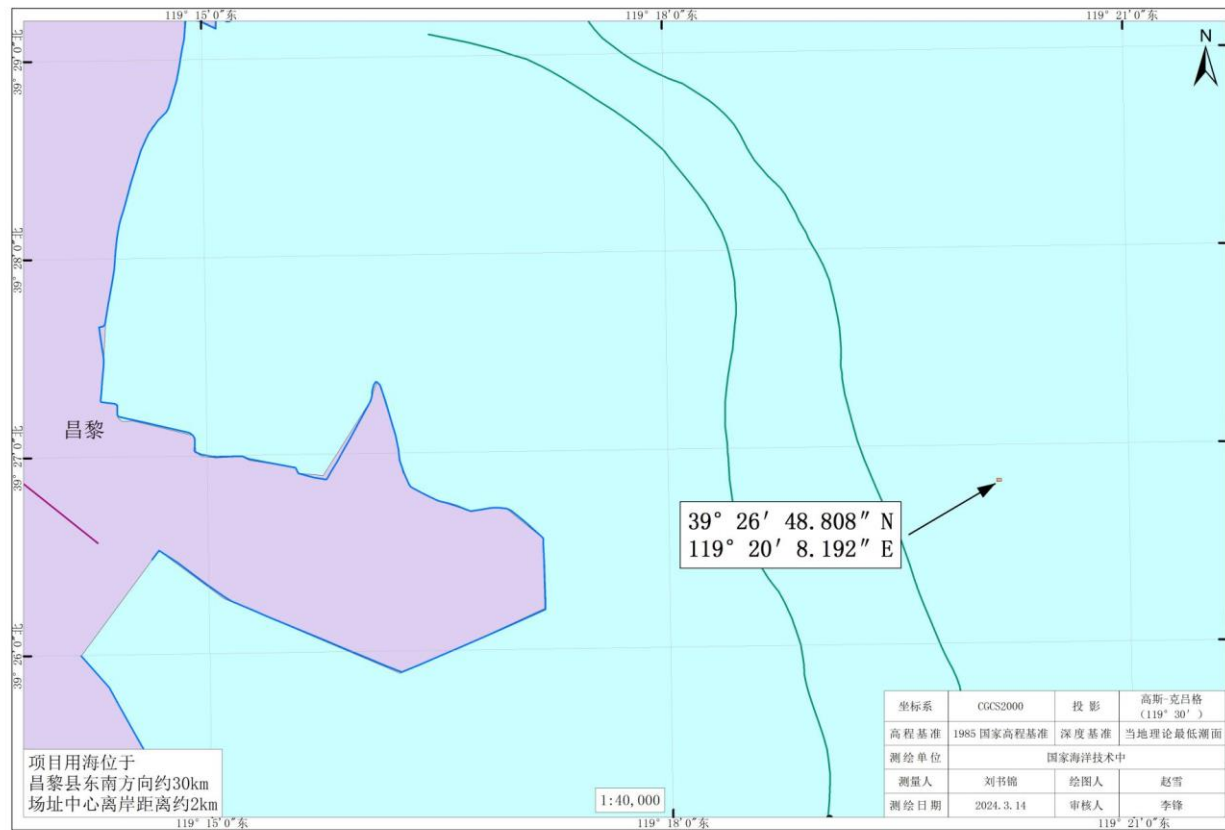 119° 15′0″东
119° 18′0″东
119° 21′0″东
N
39° 29′0″北
39° 28′0″北
昌黎
39° 27′0″北
39° 26′ 48.808″ N
119° 20′ 8.192″ E
39° 26′0″北
坐标系 CGCS2000 投 影 高斯-克吕格
(119° 30′)
高程基准 1985国家高程基准 深度基准 当地理论最低潮面
测绘单位 国家海洋技术中
测量人 刘书锦 绘图人 赵雪
测绘日期 2024.3.14 审核人 李锋
项目用海位于
昌黎县东南方向约30km
场址中心离岸距离约2km
1:40,000
119° 15′0″东
119° 18′0″东
119° 21′0″东